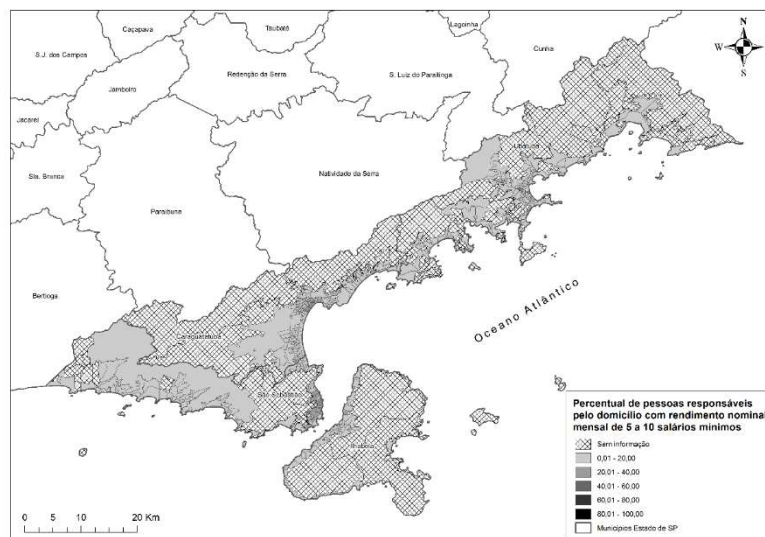 Caçapava
Taubaté
Lagoinha
N
W
E
S
S.J. dos Campos
Cunha
Redenção da Serra
S. Luiz do Paraitinga
Jambeiro
Jacareí
Ubatuba
Sta. Branca
Natividade da Serra
Paraibuna
Bertioga
Oceano Atlântico
Caraguatatuba
São Sebastião
Ilhabela
Percentual de pessoas responsáveis
pelo domicílio com rendimento nominal
mensal de 5 a 10 salários mínimos
Sem informação
0,01 - 20,00
20,01 - 40,00
40,01 - 60,00
60,01 - 80,00
80,01 - 100,00
Municípios Estado de SP
0 5 10 20 Km